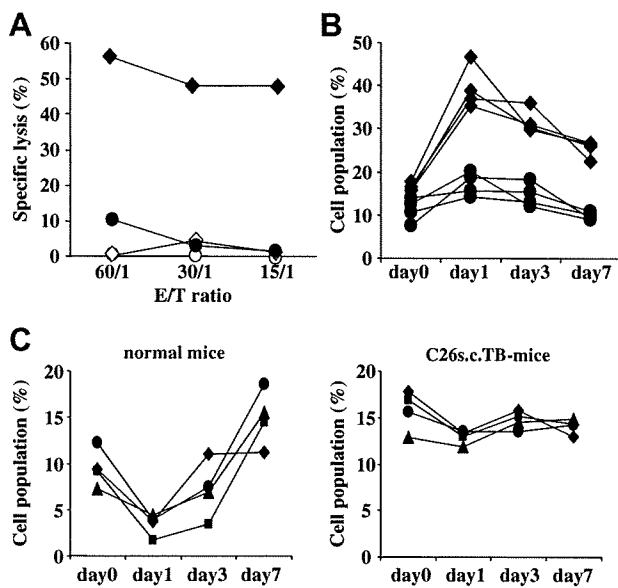 A
Specific lysis (%)
60
50
40
30
20
10
0
60/1 30/1 15/1
E/T ratio
B
Cell population (%)
50
40
30
20
10
0
day0 day1 day3 day7
C
normal mice
Cell population (%)
20
15
10
5
0
day0 day1 day3 day7
C26s.c.TB-mice
Cell population (%)
20
15
10
5
0
day0 day1 day3 day7